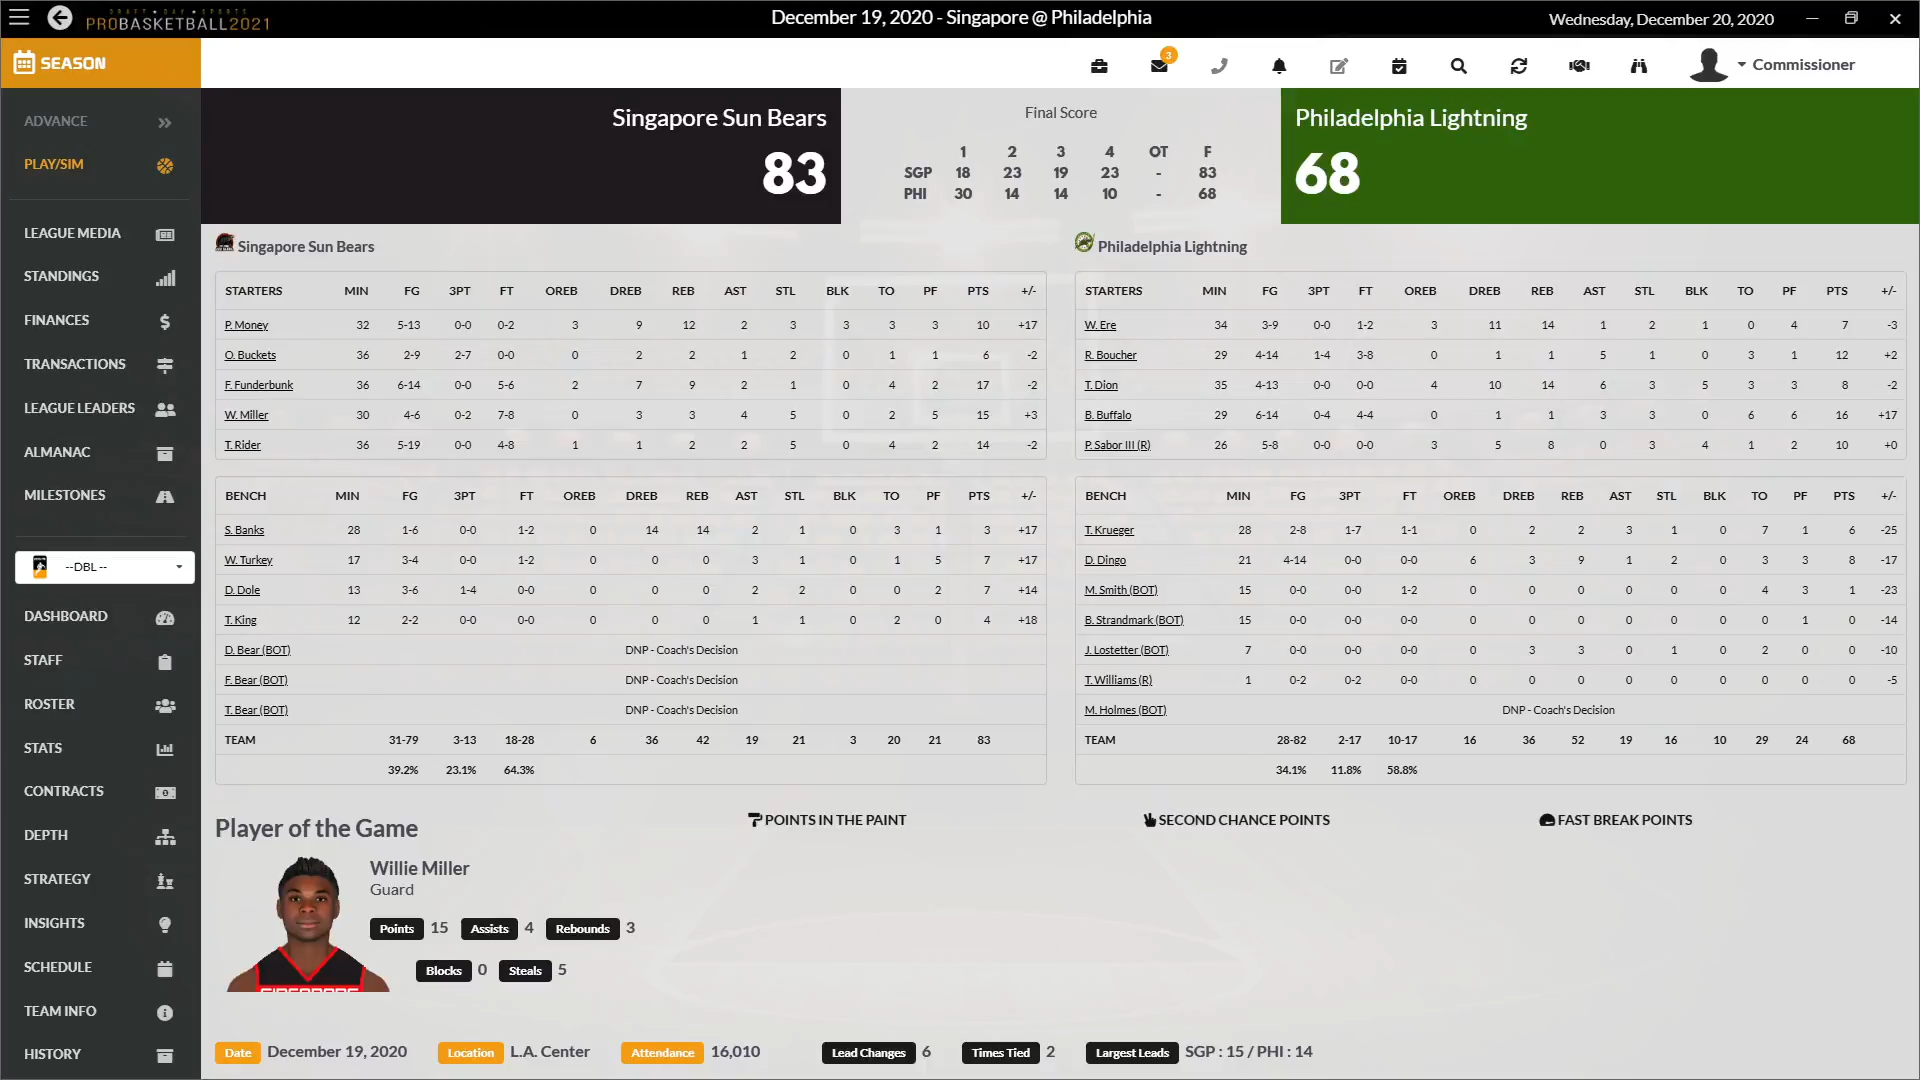 DRAFT DAY SPORTS
PROBASKETBALL2021
December 19, 2020 - Singapore @ Philadelphia
Wednesday, December 20, 2020
SEASON
3
Commissioner
ADVANCE
PLAY/SIM
LEAGUE MEDIA
STANDINGS
FINANCES
TRANSACTIONS
LEAGUE LEADERS
ALMANAC
MILESTONES
--DBL --
DASHBOARD
STAFF
ROSTER
STATS
CONTRACTS
DEPTH
STRATEGY
INSIGHTS
SCHEDULE
TEAM INFO
HISTORY
Singapore Sun Bears
83
Final Score
1 2 3 4 OT F
SGP 18 23 19 23 - 83
PHI 30 14 14 10 - 68
Philadelphia Lightning
68
Singapore Sun Bears
STARTERS MIN FG 3PT FT OREB DREB REB AST STL BLK TO PF PTS +/-
P. Money 32 5-13 0-0 0-2 3 9 12 2 3 3 3 3 10 +17
O. Buckets 36 2-9 2-7 0-0 0 2 2 1 2 0 1 1 6 -2
F. Funderbunk 36 6-14 0-0 5-6 2 7 9 2 1 0 4 2 17 -2
W. Miller 30 4-6 0-2 7-8 0 3 3 4 5 0 2 5 15 +3
T. Rider 36 5-19 0-0 4-8 1 1 2 2 5 0 4 2 14 -2
BENCH MIN FG 3PT FT OREB DREB REB AST STL BLK TO PF PTS +/-
S. Banks 28 1-6 0-0 1-2 0 14 14 2 1 0 3 1 3 +17
W. Turkey 17 3-4 0-0 1-2 0 0 0 3 1 0 1 5 7 +17
D. Dole 13 3-6 1-4 0-0 0 0 0 2 2 0 0 2 7 +14
T. King 12 2-2 0-0 0-0 0 0 0 1 1 0 2 0 4 +18
D. Bear (BOT) DNP - Coach's Decision
F. Bear (BOT) DNP - Coach's Decision
T. Bear (BOT) DNP - Coach's Decision
TEAM 31-79 3-13 18-28 6 36 42 19 21 3 20 21 83
39.2% 23.1% 64.3%
Philadelphia Lightning
STARTERS MIN FG 3PT FT OREB DREB REB AST STL BLK TO PF PTS +/-
W. Ere 34 3-9 0-0 1-2 3 11 14 1 2 1 0 4 7 -3
R. Boucher 29 4-14 1-4 3-8 0 1 1 5 1 0 3 1 12 +2
T. Dion 35 4-13 0-0 0-0 4 10 14 6 3 5 3 3 8 -2
B. Buffalo 29 6-14 0-4 4-4 0 1 1 3 3 0 6 6 16 +17
P. Sabor III (R) 26 5-8 0-0 0-0 3 5 8 0 3 4 1 2 10 +0
BENCH MIN FG 3PT FT OREB DREB REB AST STL BLK TO PF PTS +/-
T. Krueger 28 2-8 1-7 1-1 0 2 2 3 1 0 7 1 6 -25
D. Dingo 21 4-14 0-0 0-0 6 3 9 1 2 0 3 3 8 -17
M. Smith (BOT) 15 0-0 0-0 1-2 0 0 0 0 0 0 4 3 1 -23
B. Strandmark (BOT) 15 0-0 0-0 0-0 0 0 0 0 0 0 0 1 0 -14
J. Lostetter (BOT) 7 0-0 0-0 0-0 0 3 3 0 1 0 2 0 0 -10
T. Williams (R) 1 0-2 0-2 0-0 0 0 0 0 0 0 0 0 0 -5
M. Holmes (BOT) DNP - Coach's Decision
TEAM 28-82 2-17 10-17 16 36 52 19 16 10 29 24 68
34.1% 11.8% 58.8%
Player of the Game
Willie Miller
Guard
Points 15 Assists 4 Rebounds 3
Blocks 0 Steals 5
SINGAPORE
POINTS IN THE PAINT
SECOND CHANCE POINTS
FAST BREAK POINTS
Date December 19, 2020 Location L.A. Center Attendance 16,010 Lead Changes 6 Times Tied 2 Largest Leads SGP : 15 / PHI : 14